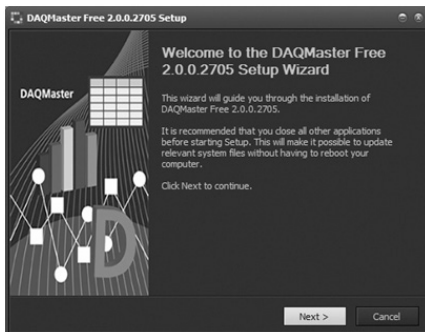 DAQMaster Free 2.0.0.2705 Setup
DAQMaster
D
Welcome to the DAQMaster Free
2.0.0.2705 Setup Wizard
This wizard will guide you through the installation of
DAQMaster Free 2.0.0.2705.
It is recommended that you close all other applications
before starting Setup. This will make it possible to update
relevant system files without having to reboot your
computer.
Click Next to continue.
Next >
Cancel